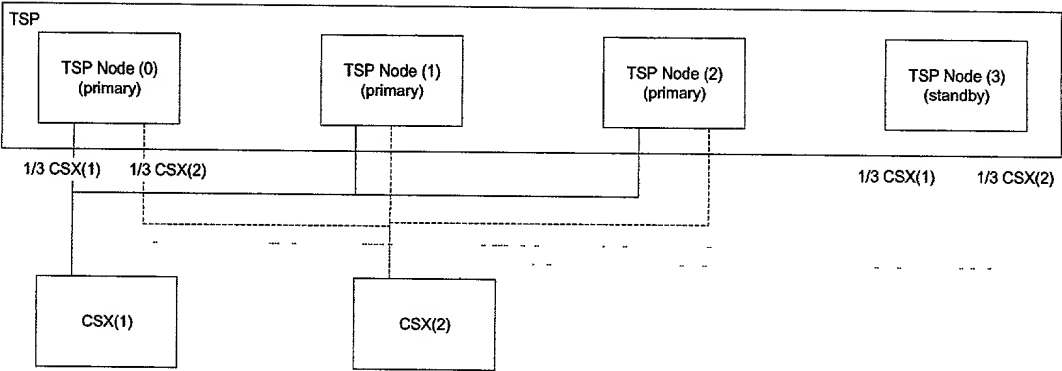 TSP
TSP Node (0)
(primary)
TSP Node (1)
(primary)
TSP Node (2)
(primary)
TSP Node (3)
(standby)
1/3 CSX(1)
1/3 CSX(2)
1/3 CSX(1)
1/3 CSX(2)
CSX(1)
CSX(2)